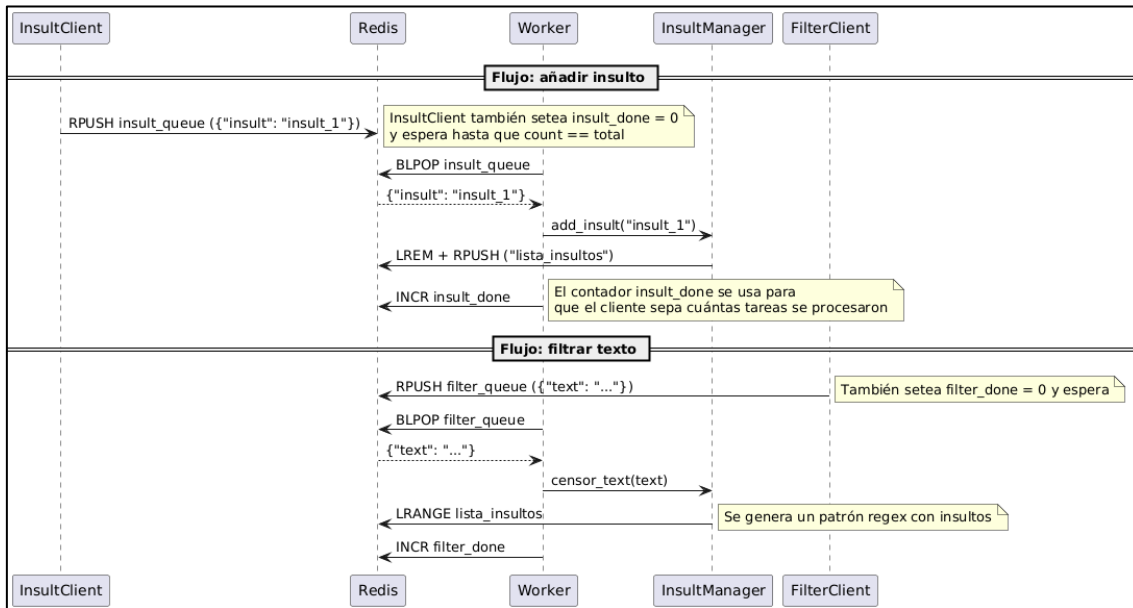 InsultClient
Redis
Worker
InsultManager
FilterClient
Flujo: añadir insulto
RPUSH insult_queue ({"insult": "insult_1"})
InsultClient también setea insult_done = 0
y espera hasta que count == total
BLPOP insult_queue
{"insult": "insult_1"}
add_insult("insult_1")
LREM + RPUSH ("lista_insultos")
INCR insult_done
El contador insult_done se usa para
que el cliente sepa cuántas tareas se procesaron
Flujo: filtrar texto
RPUSH filter_queue ({"text": "..."})
También setea filter_done = 0 y espera
BLPOP filter_queue
{"text": "..."}
censor_text(text)
LRANGE lista_insultos
Se genera un patrón regex con insultos
INCR filter_done
InsultClient
Redis
Worker
InsultManager
FilterClient